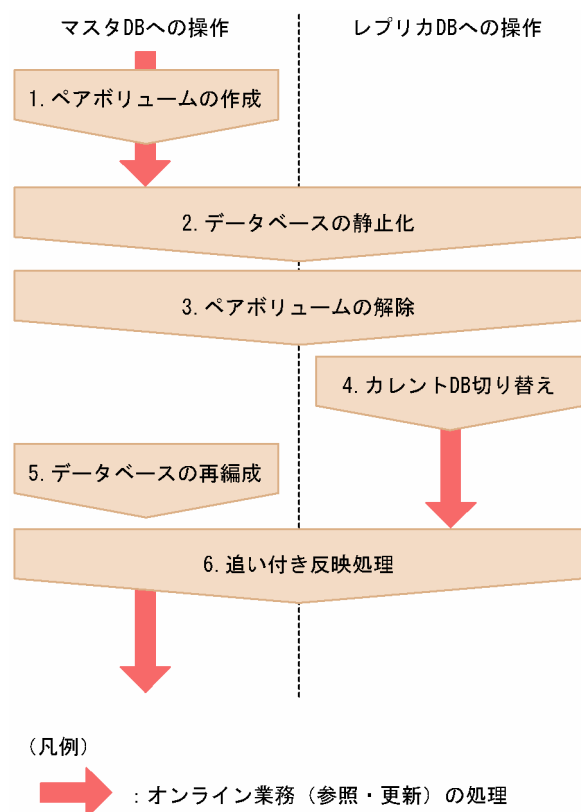 マスタDBへの操作
レプリカDBへの操作
1. ペアボリュームの作成
2. データベースの静止化
3. ペアボリュームの解除
4. カレントDB切り替え
5. データベースの再編成
6. 追い付き反映処理
(凡例)
：オンライン業務（参照・更新）の処理